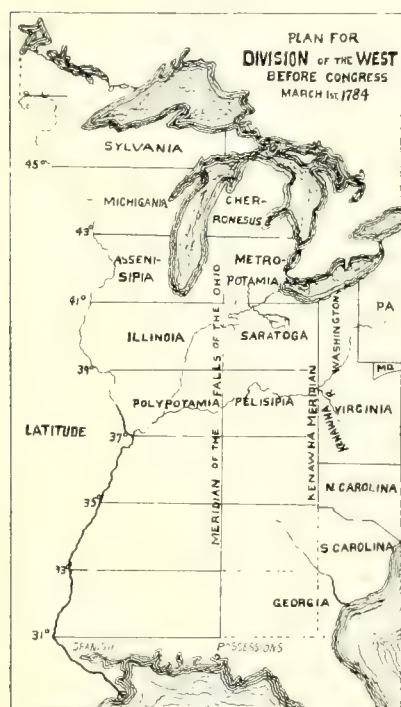 PLAN FOR
DIVISION OF THE WEST
BEFORE CONGRESS
MARCH 1ST. 1784
SYLVANIA
45°
MICHIGANIA
CHER-
RONESUS
43°
ASSENI-
SIPIA
METRO-
POTAMIA
41°
PA
WASHINGTON
ILLINOIA
SARATOGA
MD
39°
POLYPOTAMIA
PELISIPIA
VIRGINIA
KENAWHA R.
LATITUDE
37°
MERIDIAN OF THE FALLS OF THE OHIO
KENAWHA MERIDIAN
N. CAROLINA
35°
S CAROLINA
33°
GEORGIA
31°
SPANISH POSSESSIONS